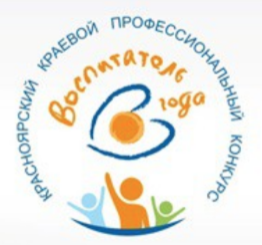 КРАСНОЯРСКИЙ КРАЕВОЙ ПРОФЕССИОНАЛЬНЫЙ КОНКУРС
Воспитатель
года